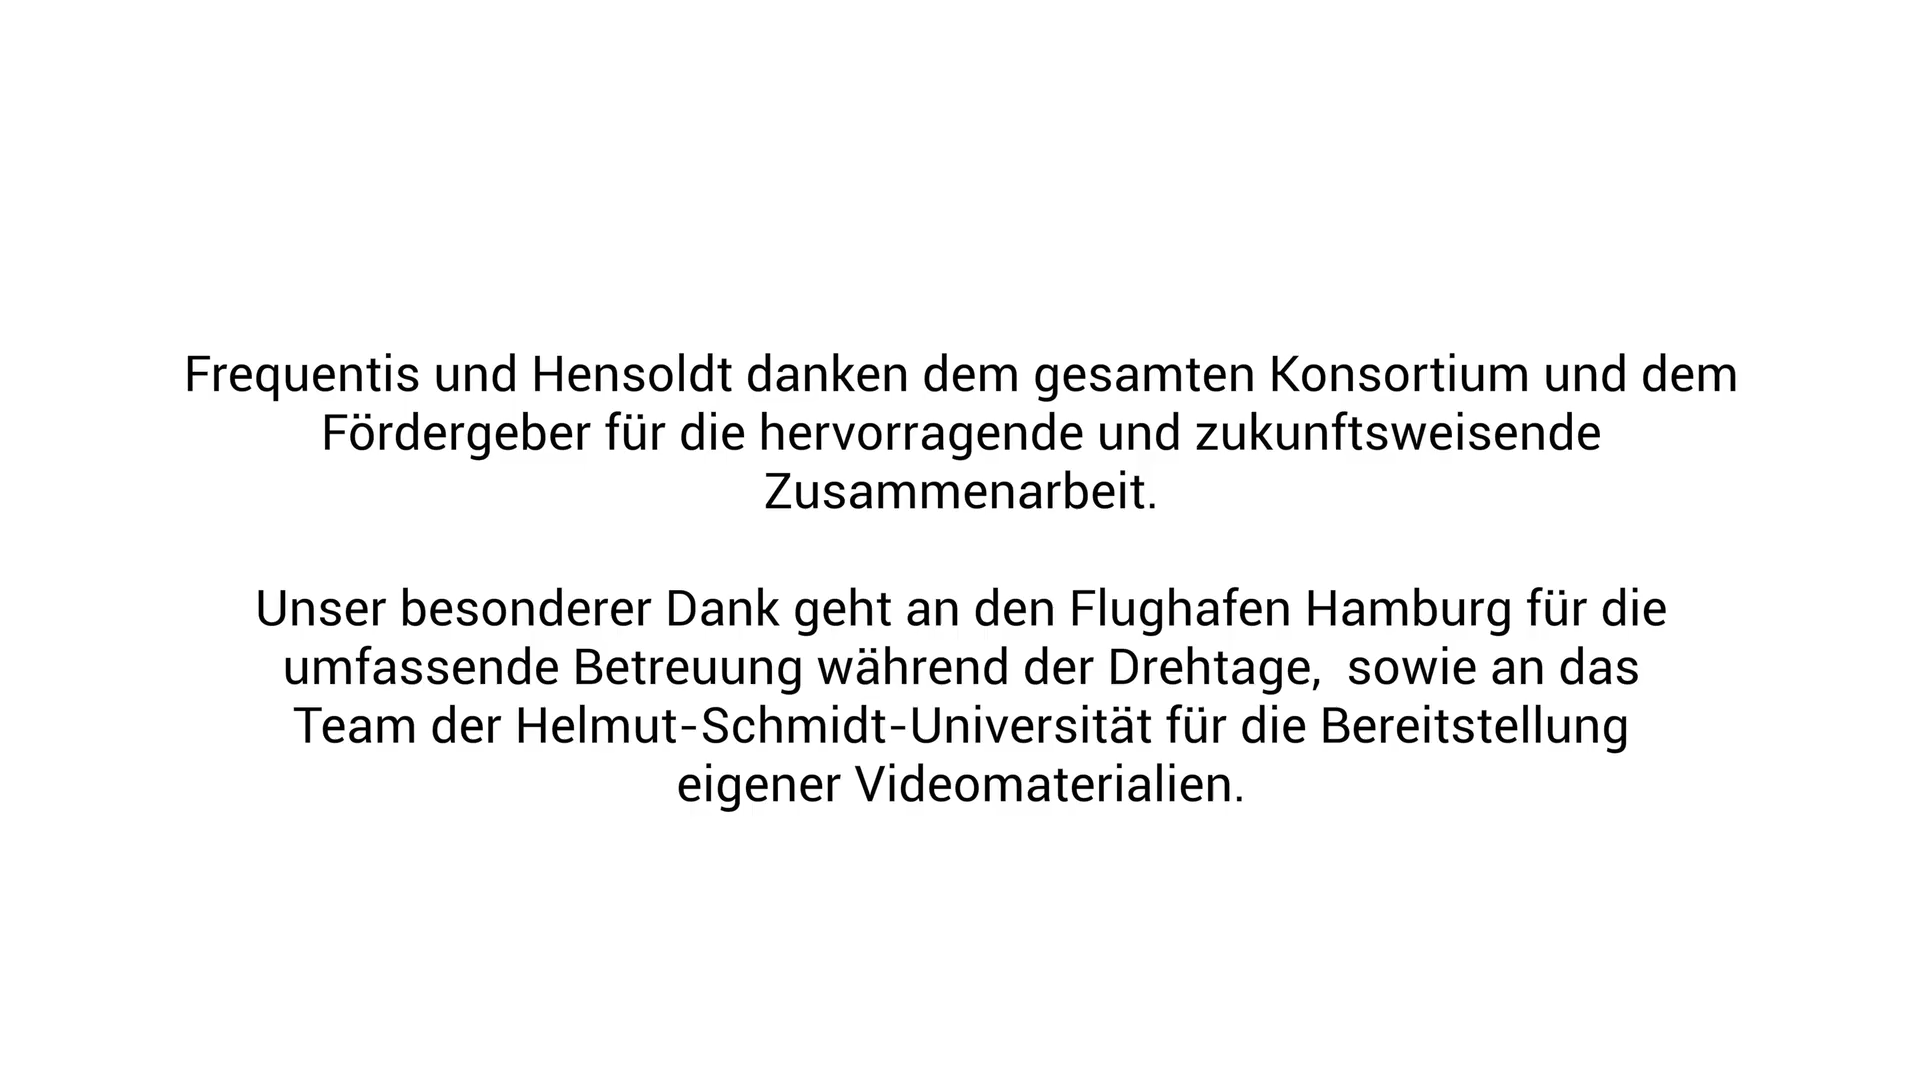 Frequentis und Hensoldt danken dem gesamten Konsortium und dem
Fördergeber für die hervorragende und zukunftsweisende
Zusammenarbeit.
Unser besonderer Dank geht an den Flughafen Hamburg für die
umfassende Betreuung während der Drehtage,  sowie an das
Team der Helmut-Schmidt-Universität für die Bereitstellung
eigener Videomaterialien.